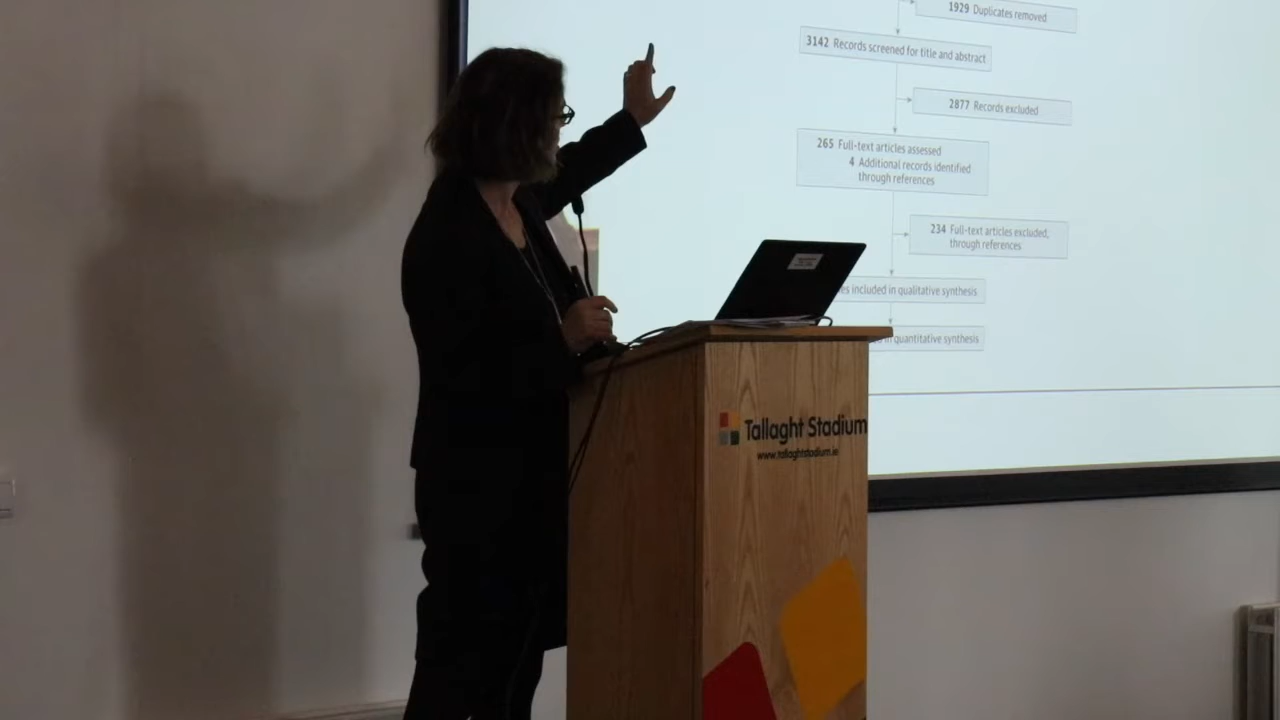 1929 Duplicates removed
3142 Records screened for title and abstract
2877 Records excluded
265 Full-text articles assessed
4 Additional records identified
through references
234 Full-text articles excluded,
through references
included in qualitative synthesis
quantitative synthesis
Tallaght Stadium
www.tallaghtstadium.ie